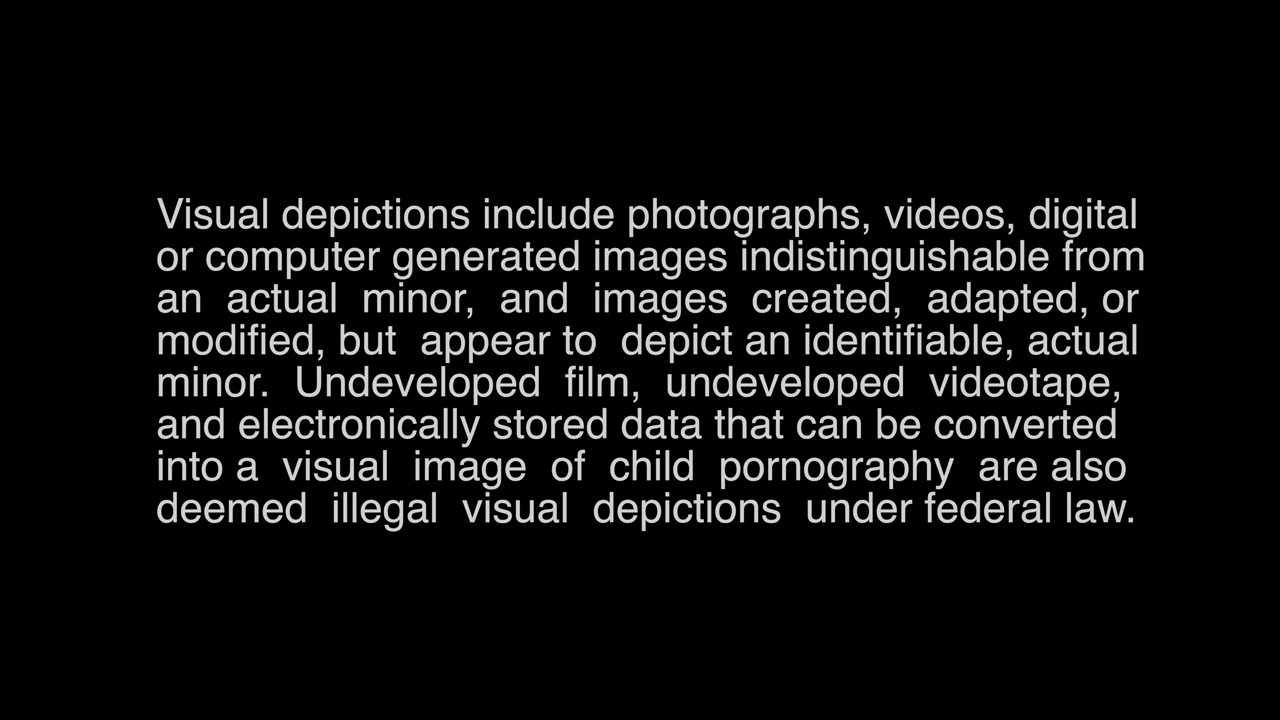 Visual depictions include photographs, videos, digital
or computer generated images indistinguishable from
an actual minor, and images created, adapted, or
modified, but appear to depict an identifiable, actual
minor. Undeveloped film, undeveloped videotape,
and electronically stored data that can be converted
into a visual image of child pornography are also
deemed illegal visual depictions under federal law.